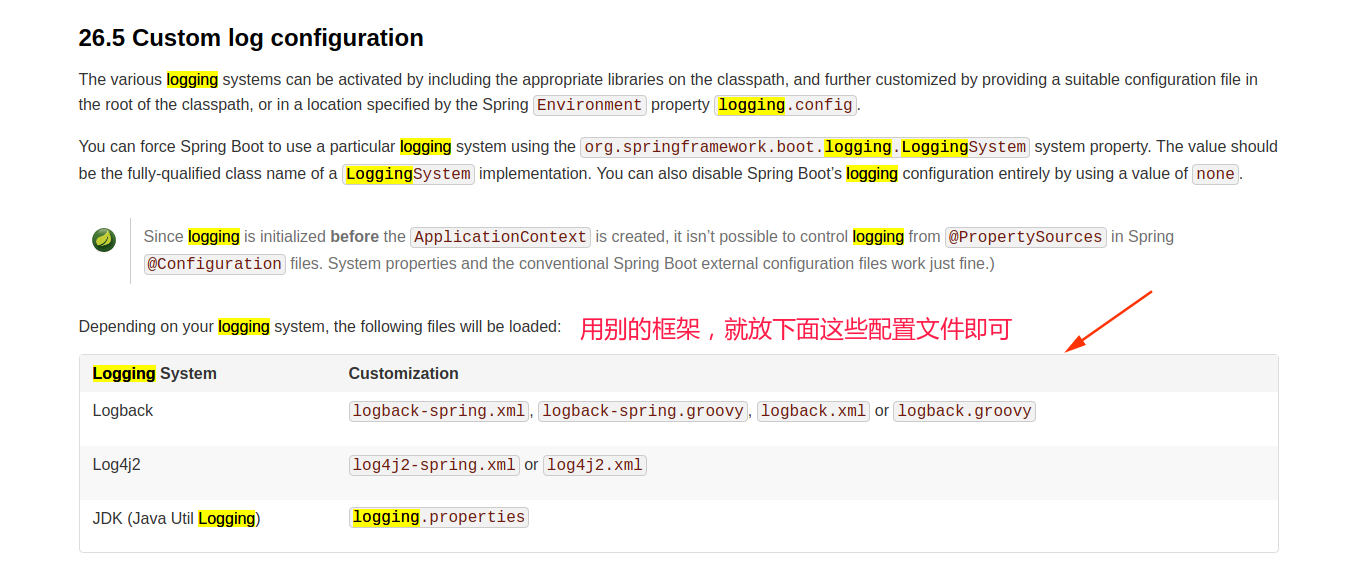 26.5 Custom log configuration
The various logging systems can be activated by including the appropriate libraries on the classpath, and further customized by providing a suitable configuration file in
the root of the classpath, or in a location specified by the Spring Environment property logging.config.
You can force Spring Boot to use a particular logging system using the org.springframework.boot.logging.LoggingSystem system property. The value should
be the fully-qualified class name of a LoggingSystem implementation. You can also disable Spring Boot’s logging configuration entirely by using a value of none.
Since logging is initialized before the ApplicationContext is created, it isn’t possible to control logging from @PropertySources in Spring
@Configuration files. System properties and the conventional Spring Boot external configuration files work just fine.)
Depending on your logging system, the following files will be loaded: 用别的框架，就放下面这些配置文件即可
Logging System Customization
Logback logback-spring.xml, logback-spring.groovy, logback.xml or logback.groovy
Log4j2 log4j2-spring.xml or log4j2.xml
JDK (Java Util Logging) logging.properties